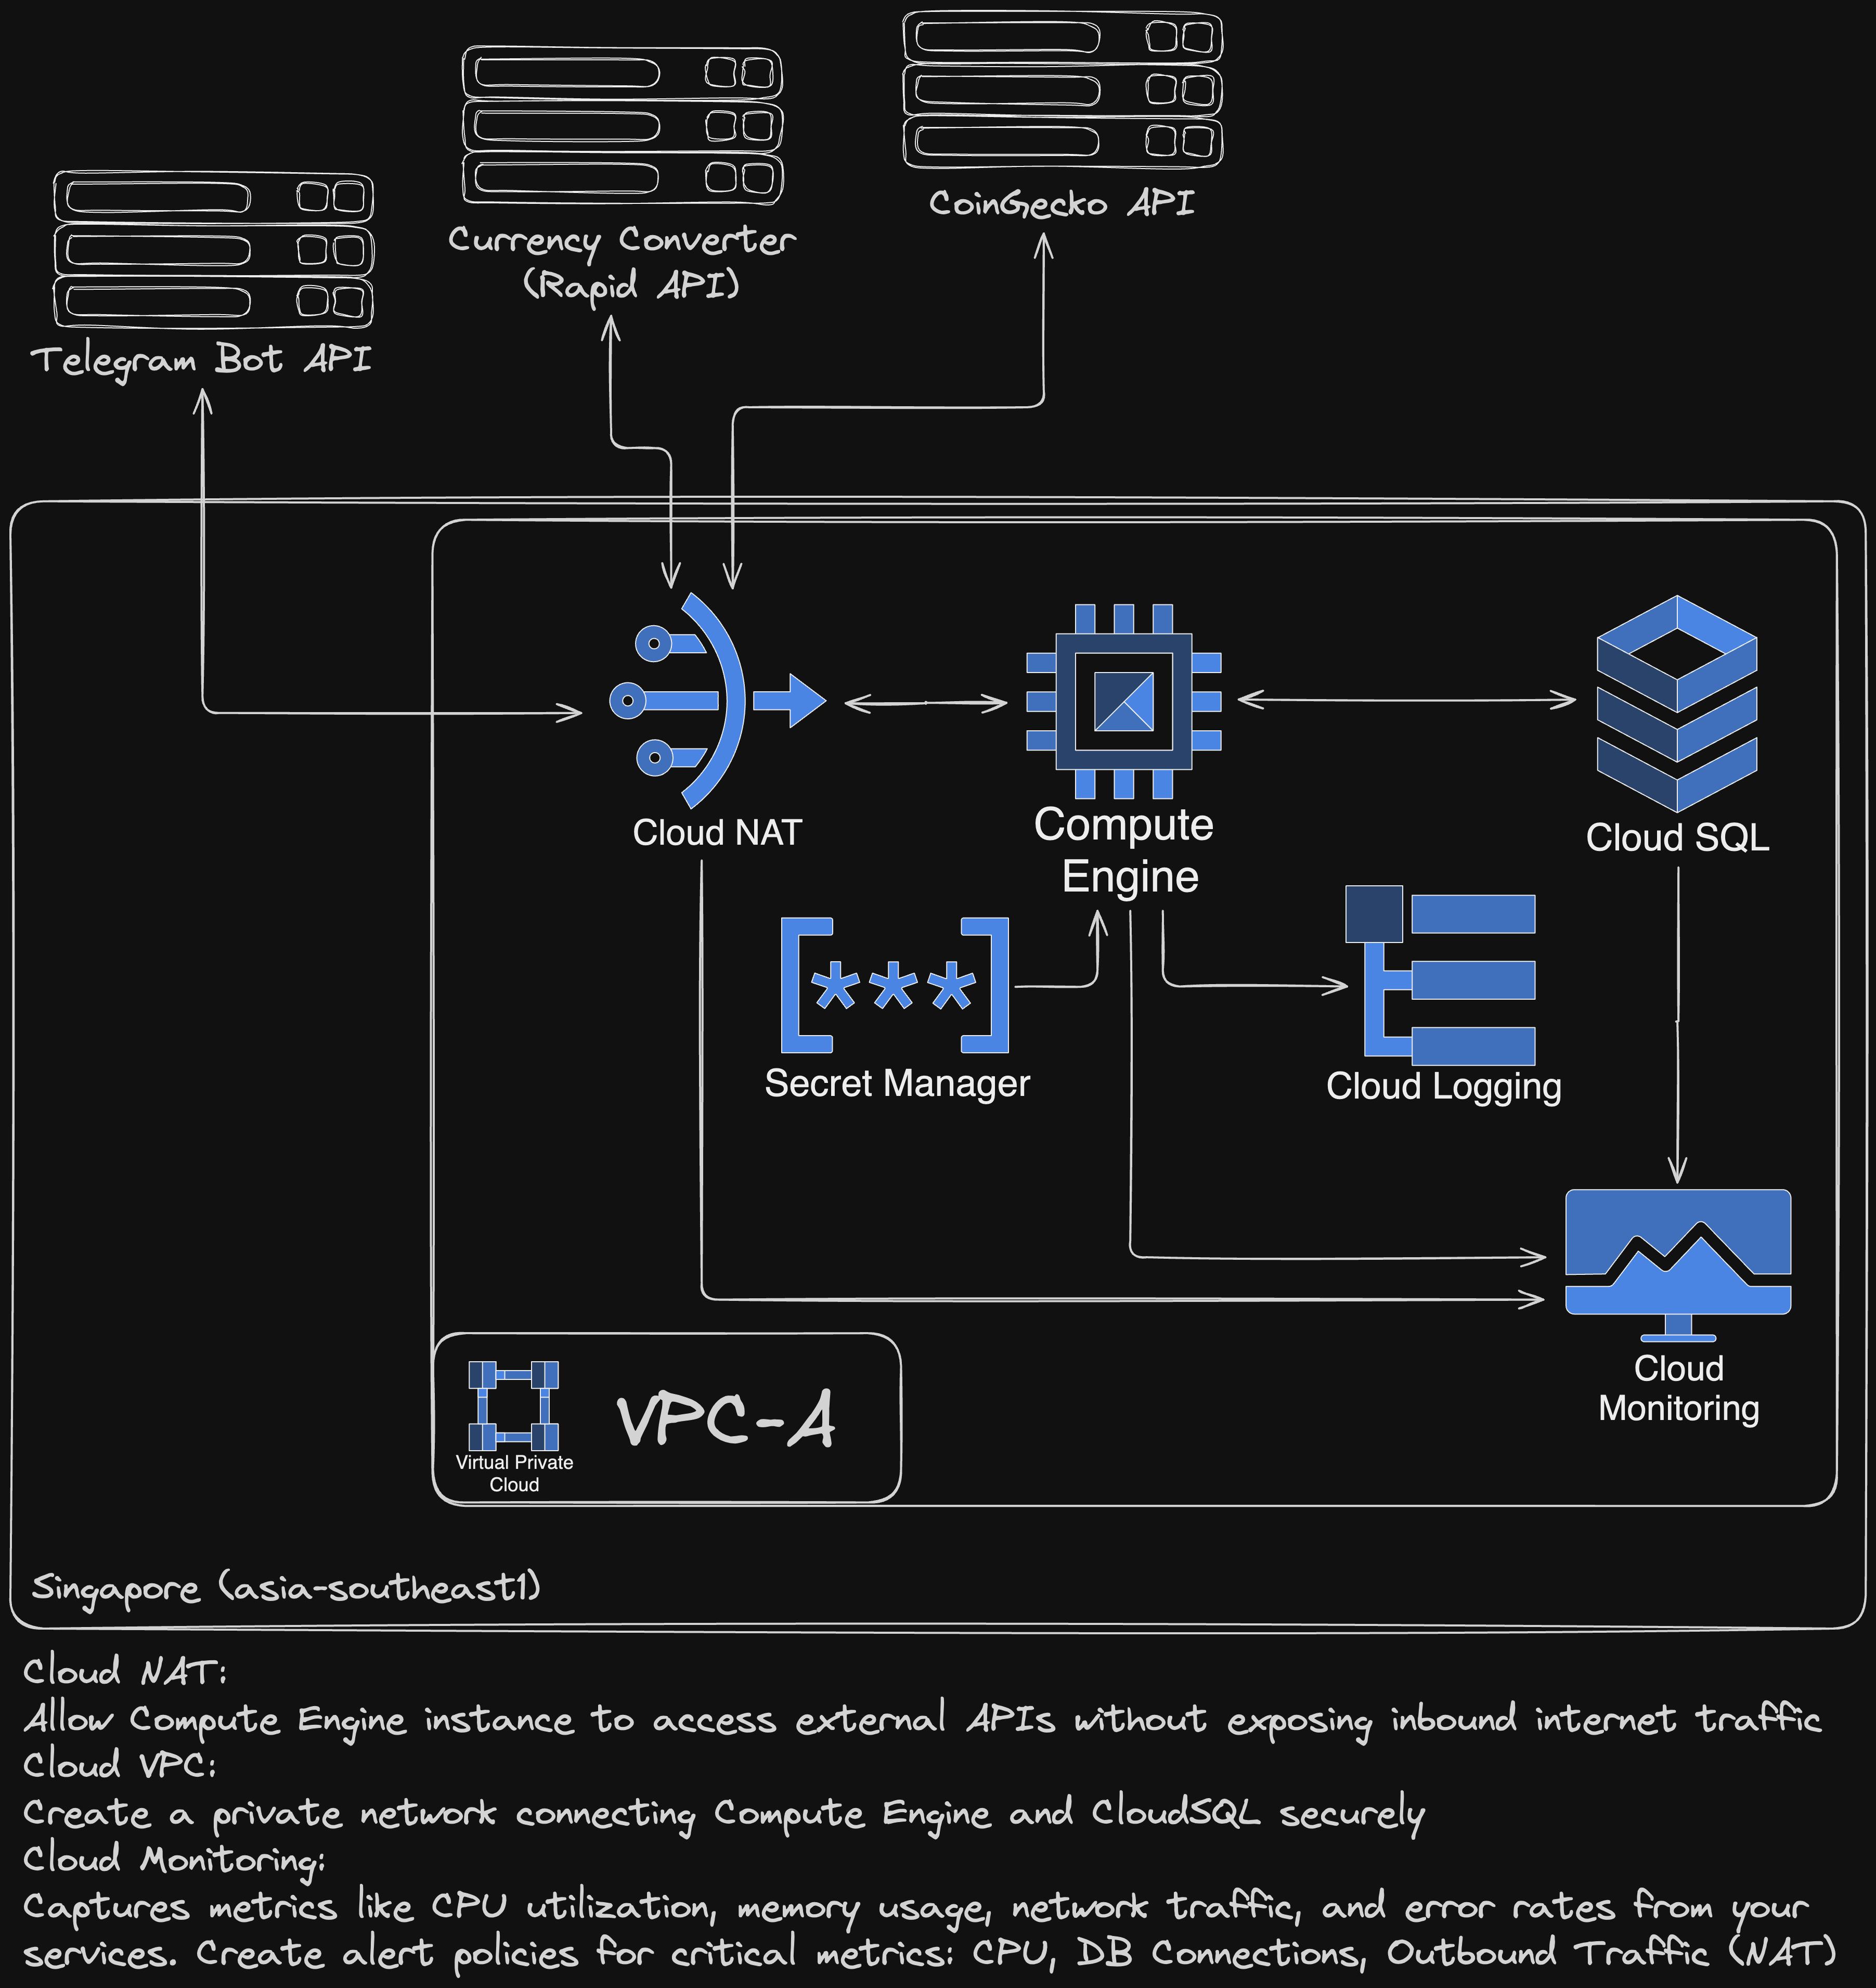 CoinGecko API
Currency Converter
(Rapid API)
Telegram Bot API
Cloud NAT
Compute
Engine
Cloud SQL
Secret Manager
Cloud Logging
Cloud
Monitoring
Virtual Private
Cloud
VPC-A
Singapore (asia-southeast1)
Cloud NAT:
Allow Compute Engine instance to access external APIs without exposing inbound internet traffic
Cloud VPC:
Create a private network connecting Compute Engine and CloudSQL securely
Cloud Monitoring:
Captures metrics like CPU utilization, memory usage, network traffic, and error rates from your
services. Create alert policies for critical metrics: CPU, DB Connections, Outbound Traffic (NAT)